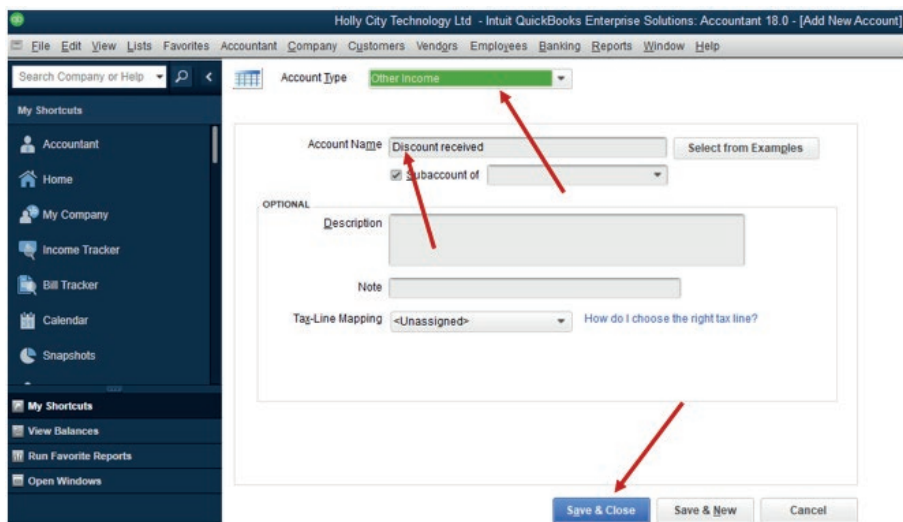 Holly City Technology Ltd - Intuit QuickBooks Enterprise Solutions: Accountant 18.0 - [Add New Account]
File Edit View Lists Favorites Accountant Company Customers Vendors Employees Banking Reports Window Help
Search Company or Help
Account Type Other Income
My Shortcuts
Accountant
Home
My Company
Income Tracker
Bill Tracker
Calendar
Snapshots
My Shortcuts
View Balances
Run Favorite Reports
Open Windows
Account Name Discount received Select from Examples
Subaccount of
OPTIONAL
Description
Note
Tax-Line Mapping <Unassigned> How do I choose the right tax line?
Save & Close Save & New Cancel